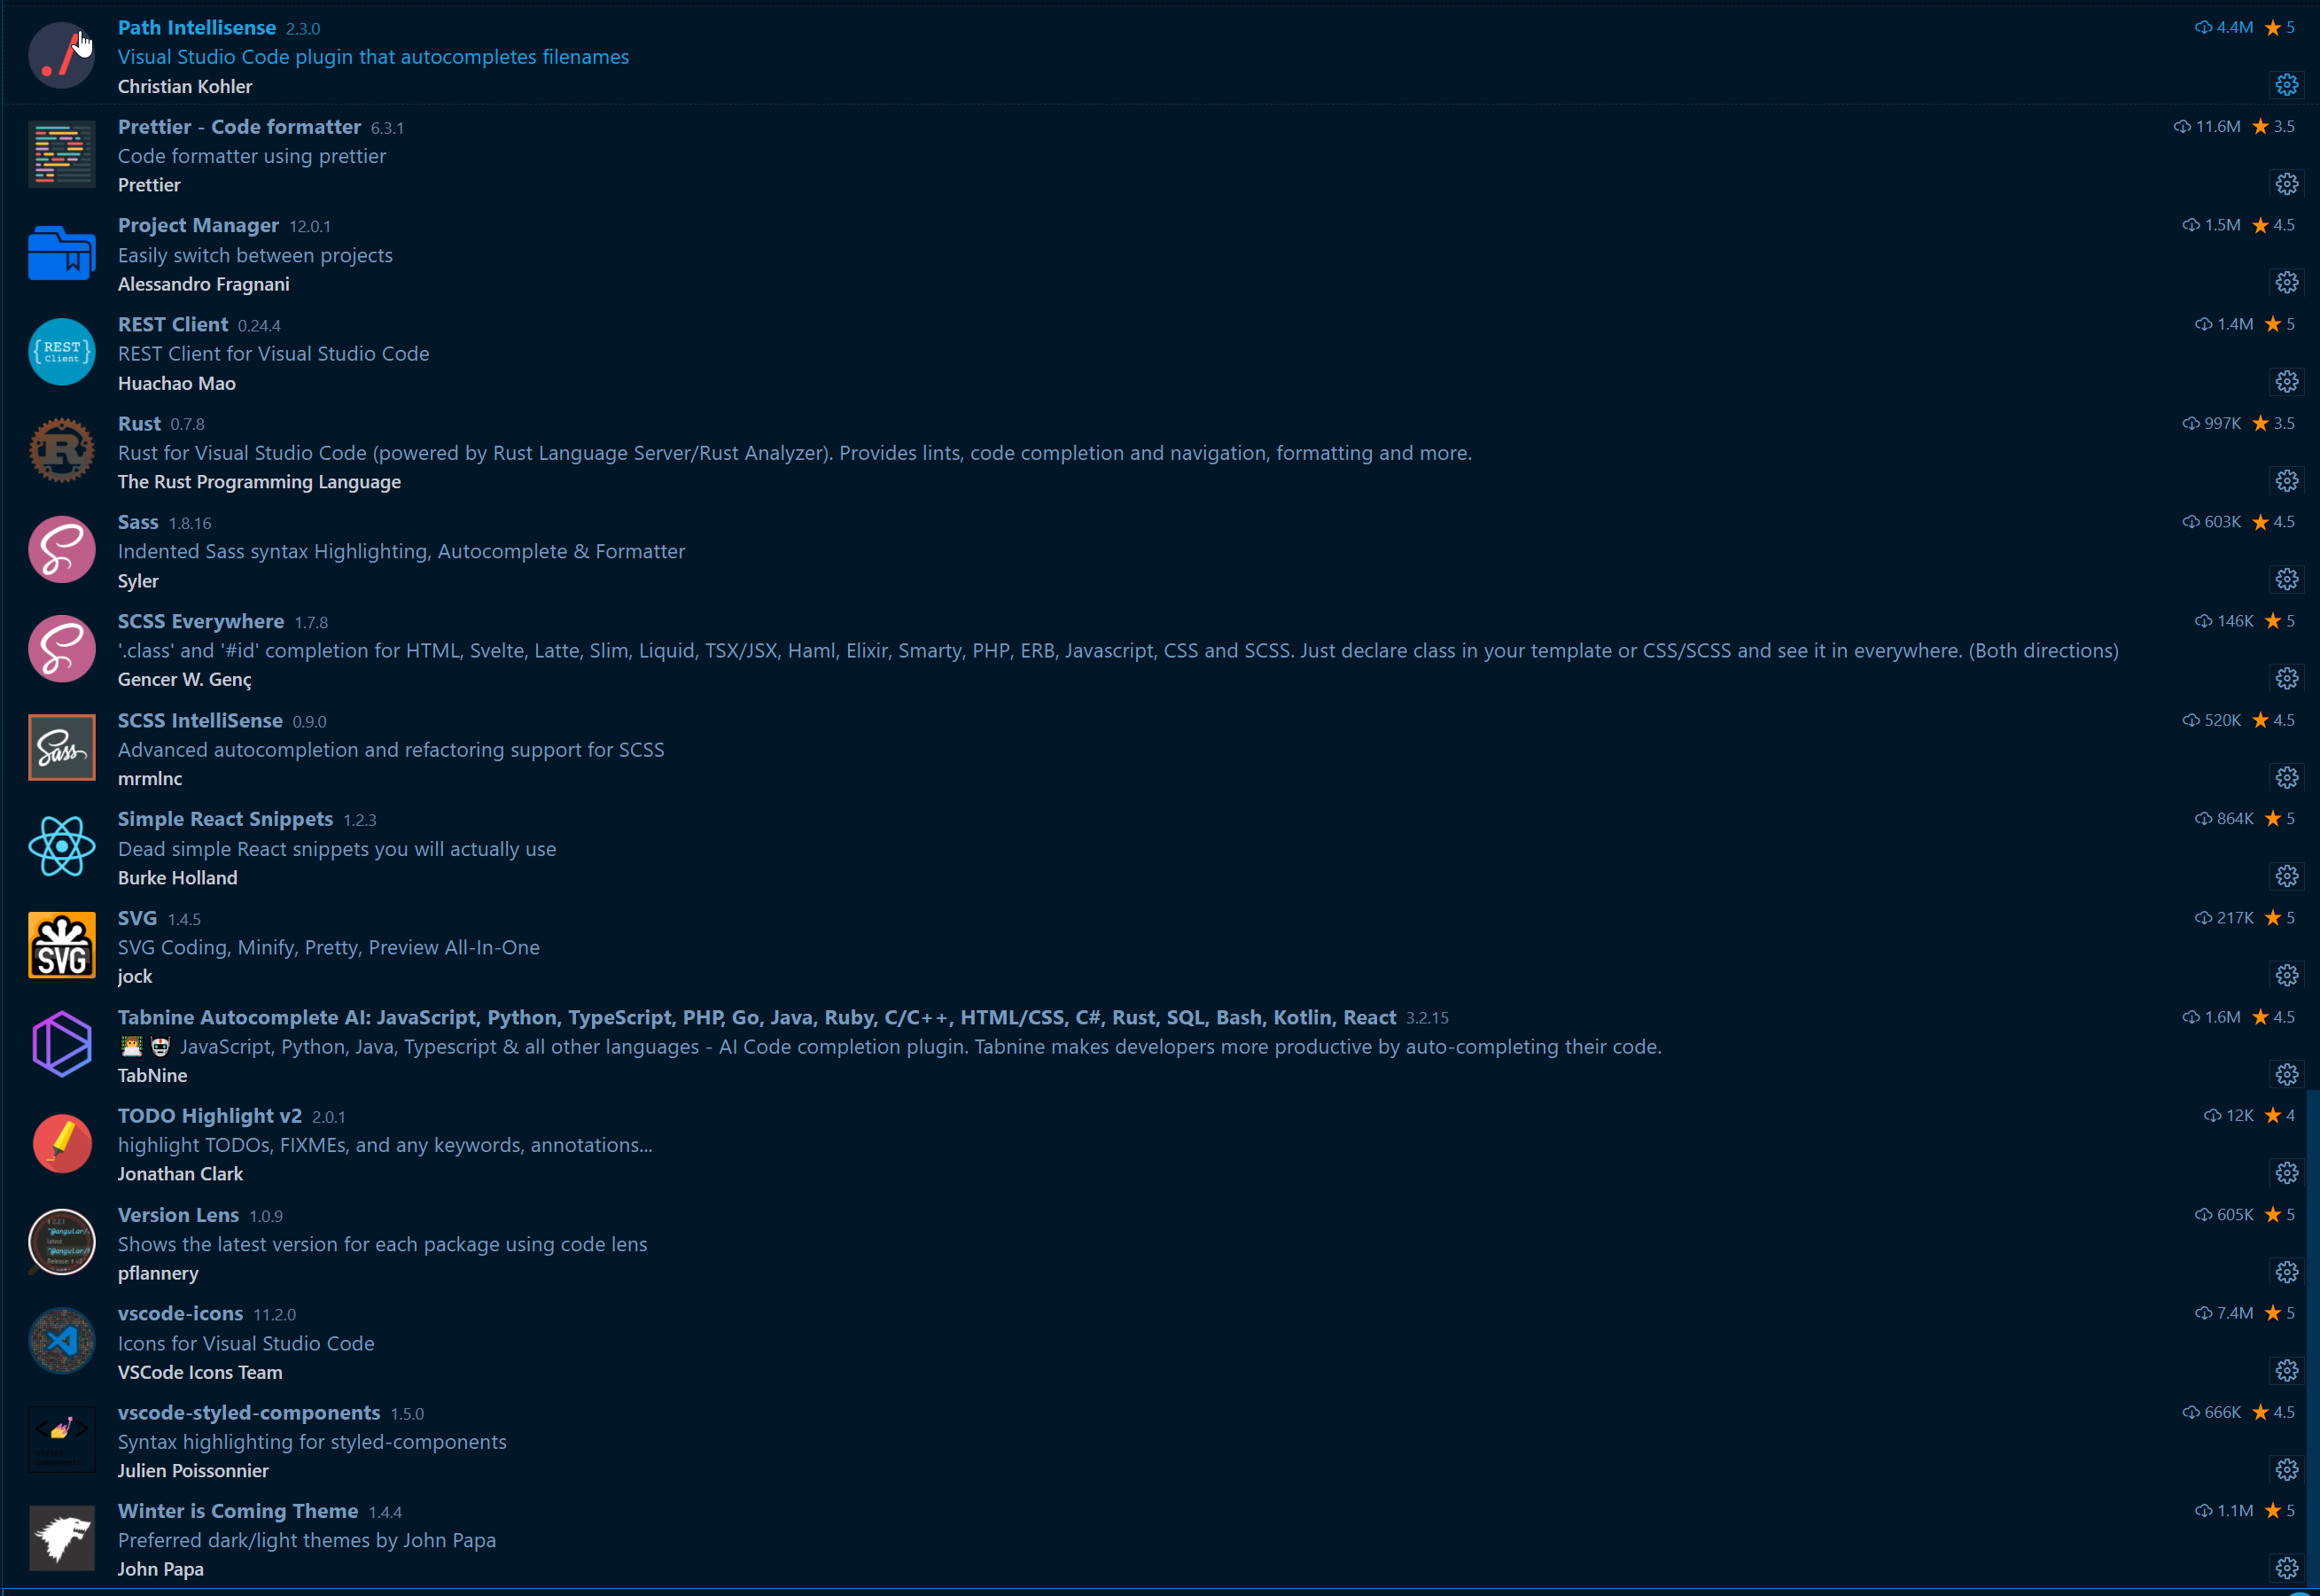 Path Intellisense 2.3.0 4.4M 5
Visual Studio Code plugin that autocompletes filenames
Christian Kohler
Prettier - Code formatter 6.3.1 11.6M 3.5
Code formatter using prettier
Prettier
Project Manager 12.0.1 1.5M 4.5
Easily switch between projects
Alessandro Fragnani
REST Client 0.24.4 1.4M 5
{REST
Client}
REST Client for Visual Studio Code
Huachao Mao
Rust 0.7.8 997K 3.5
R
Rust for Visual Studio Code (powered by Rust Language Server/Rust Analyzer). Provides lints, code completion and navigation, formatting and more.
The Rust Programming Language
Sass 1.8.16 603K 4.5
Indented Sass syntax Highlighting, Autocomplete & Formatter
Syler
SCSS Everywhere 1.7.8 146K 5
'.class' and '#id' completion for HTML, Svelte, Latte, Slim, Liquid, TSX/JSX, Haml, Elixir, Smarty, PHP, ERB, Javascript, CSS and SCSS. Just declare class in your template or CSS/SCSS and see it in everywhere. (Both directions)
Gencer W. Genç
SCSS IntelliSense 0.9.0 520K 4.5
Sass
Advanced autocompletion and refactoring support for SCSS
mrmlnc
Simple React Snippets 1.2.3 864K 5
Dead simple React snippets you will actually use
Burke Holland
SVG 1.4.5 217K 5
SVG
SVG Coding, Minify, Pretty, Preview All-In-One
jock
Tabnine Autocomplete AI: JavaScript, Python, TypeScript, PHP, Go, Java, Ruby, C/C++, HTML/CSS, C#, Rust, SQL, Bash, Kotlin, React 3.2.15 1.6M 4.5
JavaScript, Python, Java, Typescript & all other languages - AI Code completion plugin. Tabnine makes developers more productive by auto-completing their code.
TabNine
TODO Highlight v2 2.0.1 12K 4
highlight TODOs, FIXMEs, and any keywords, annotations...
Jonathan Clark
Version Lens 1.0.9 605K 5
Shows the latest version for each package using code lens
pflannery
vscode-icons 11.2.0 7.4M 5
Icons for Visual Studio Code
VSCode Icons Team
vscode-styled-components 1.5.0 666K 4.5
Syntax highlighting for styled-components
Julien Poissonnier
Winter is Coming Theme 1.4.4 1.1M 5
Preferred dark/light themes by John Papa
John Papa